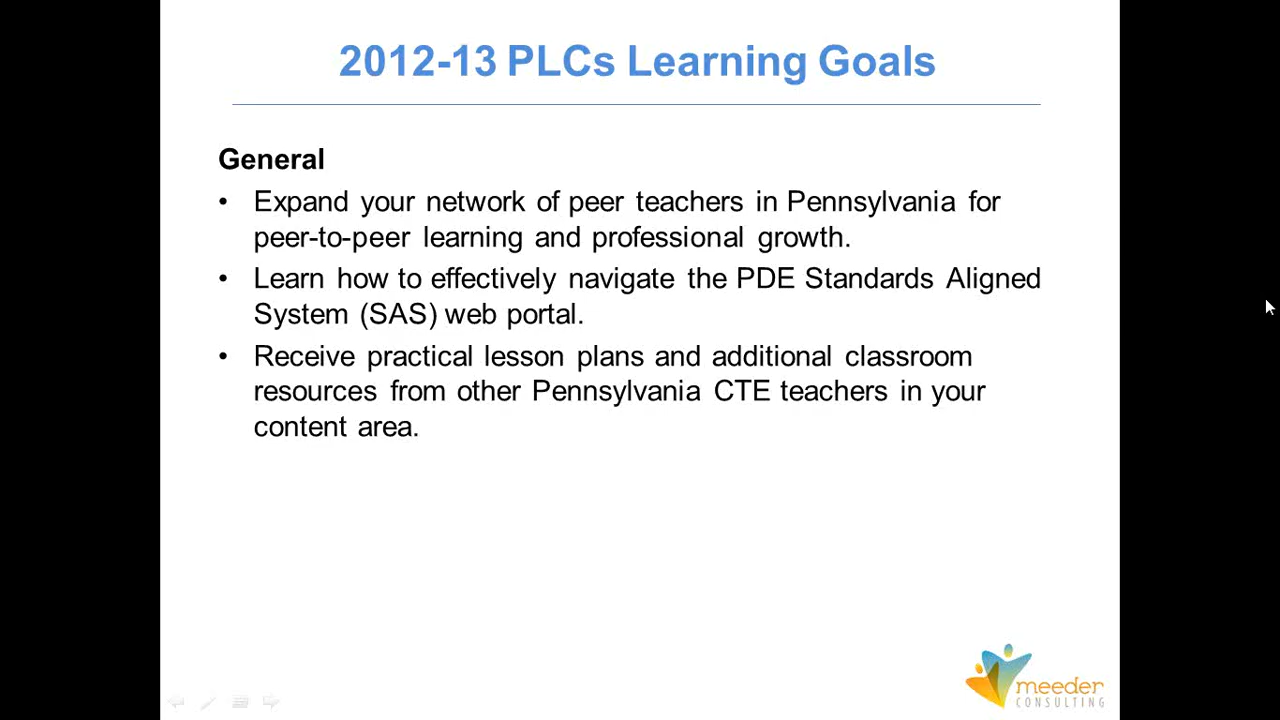 2012-13 PLCs Learning Goals
General
• Expand your network of peer teachers in Pennsylvania for
peer-to-peer learning and professional growth.
• Learn how to effectively navigate the PDE Standards Aligned
System (SAS) web portal.
• Receive practical lesson plans and additional classroom
resources from other Pennsylvania CTE teachers in your
content area.
meeder
CONSULTING